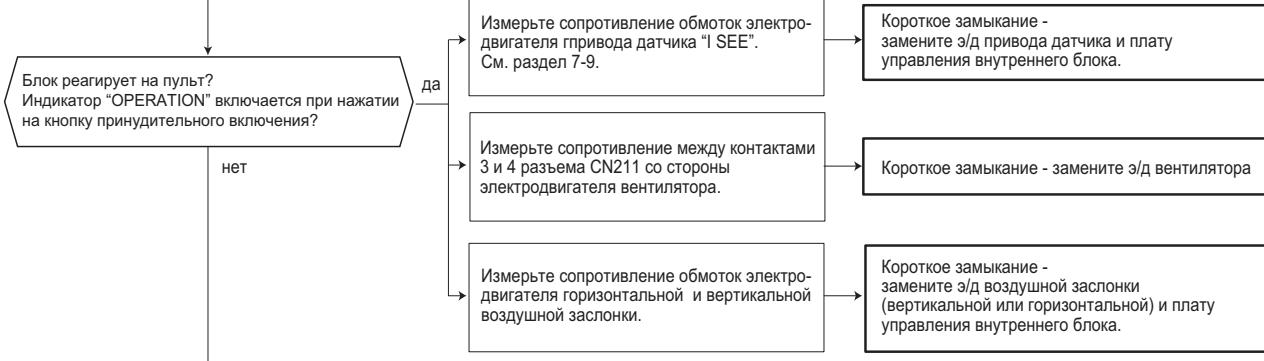 Блок реагирует на пульт?
Индикатор “OPERATION” включается при нажатии
на кнопку принудительного включения?
да
нет
Измерьте сопротивление обмоток электро-
двигателя гпривода датчика “I SEE”.
См. раздел 7-9.
Короткое замыкание -
замените э/д привода датчика и плату
управления внутреннего блока.
Измерьте сопротивление между контактами
3 и 4 разъема CN211 со стороны
электродвигателя вентилятора.
Короткое замыкание - замените э/д вентилятора
Измерьте сопротивление обмоток электро-
двигателя горизонтальной и вертикальной
воздушной заслонки.
Короткое замыкание -
замените э/д воздушной заслонки
(вертикальной или горизонтальной) и плату
управления внутреннего блока.